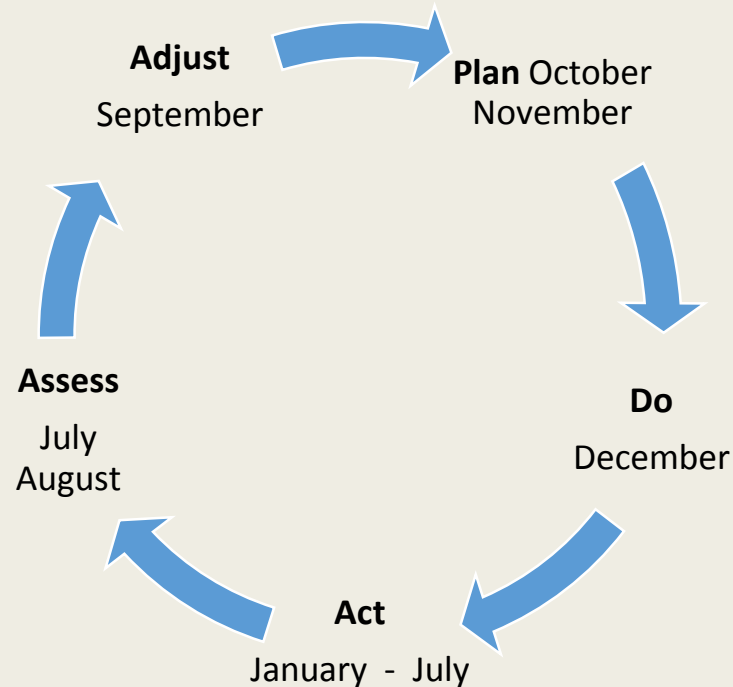 Adjust
September
Plan October
November
Do
December
Act
January - July
Assess
July
August